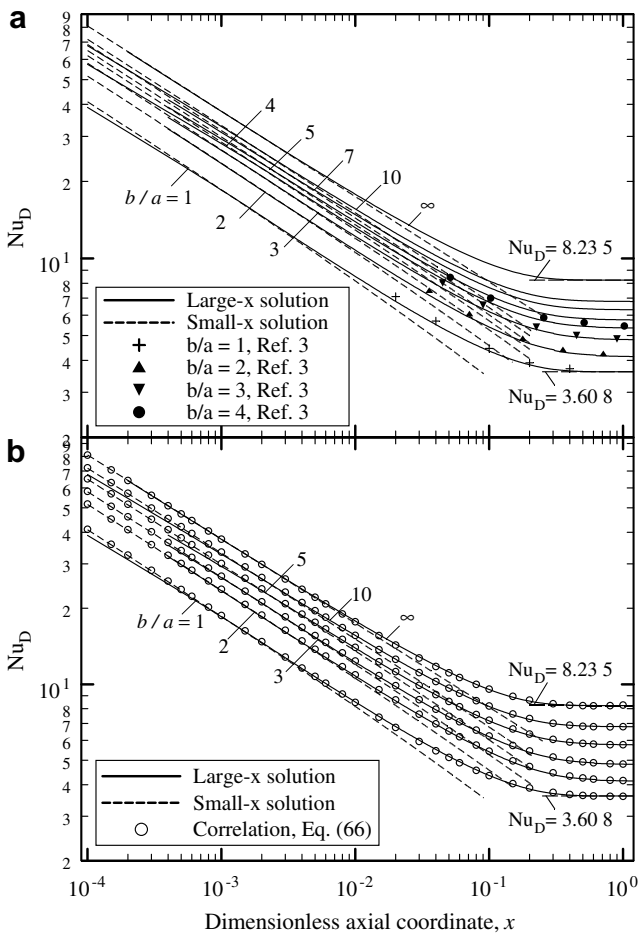 a
9
8
7
6
5
4
3
2
10^1
9
8
7
6
5
4
3
Nu_D
4
5
7
10
∞
b / a = 1
2
3
Nu_D= 8.23 5
Nu_D= 3.60 8
Large-x solution
Small-x solution
b/a = 1, Ref. 3
b/a = 2, Ref. 3
b/a = 3, Ref. 3
b/a = 4, Ref. 3
b
2
9
8
7
6
5
4
3
2
10^1
9
8
7
6
5
4
3
2
Nu_D
5
10
∞
b / a = 1
2
3
Nu_D= 8.23 5
Nu_D= 3.60 8
Large-x solution
Small-x solution
Correlation, Eq. (66)
10^-4
10^-3
10^-2
10^-1
10^0
Dimensionless axial coordinate, x